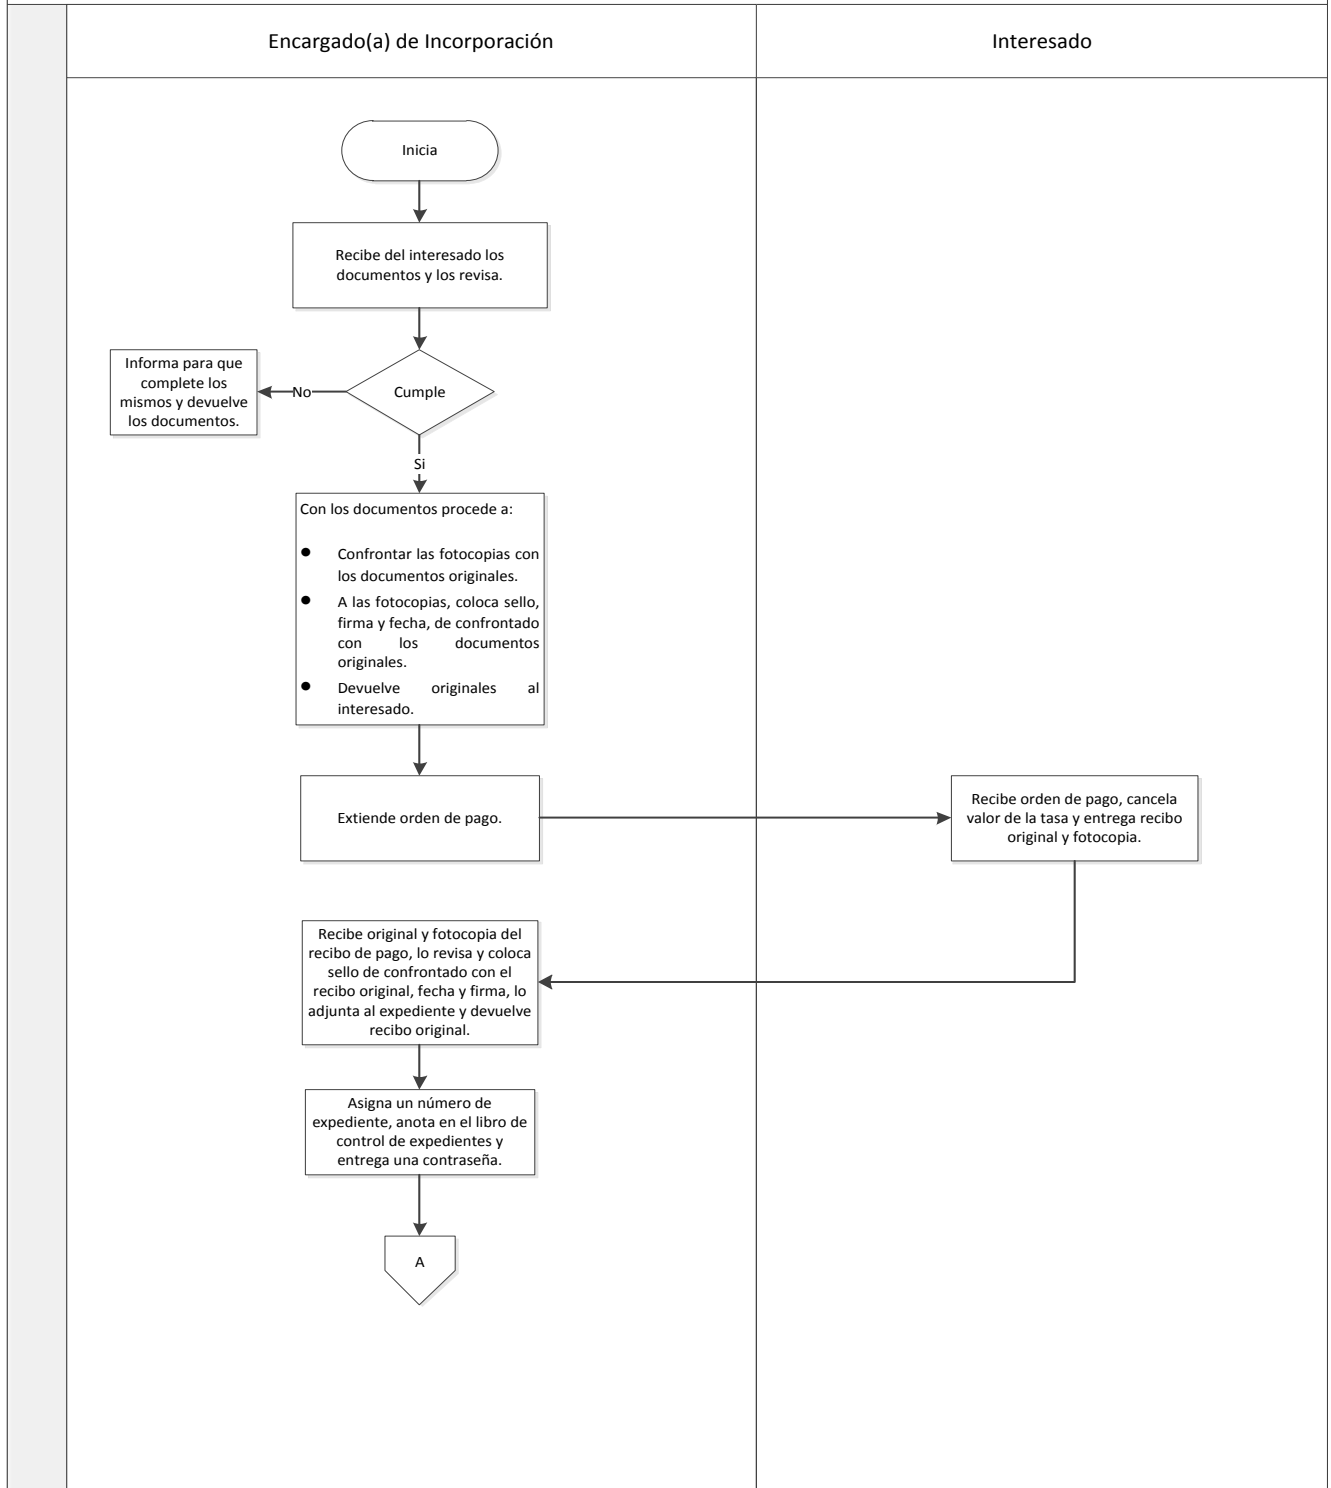 Encargado(a) de Incorporación
Interesado
Inicia
Recibe del interesado los
documentos y los revisa.
Informa para que
complete los
mismos y devuelve
los documentos.
No
Cumple
Si
Con los documentos procede a:
● Confrontar las fotocopias con
los documentos originales.
● A las fotocopias, coloca sello,
firma y fecha, de confrontado
con los documentos
originales.
● Devuelve originales al
interesado.
Extiende orden de pago.
Recibe orden de pago, cancela
valor de la tasa y entrega recibo
original y fotocopia.
Recibe original y fotocopia del
recibo de pago, lo revisa y coloca
sello de confrontado con el
recibo original, fecha y firma, lo
adjunta al expediente y devuelve
recibo original.
Asigna un número de
expediente, anota en el libro de
control de expedientes y
entrega una contraseña.
A